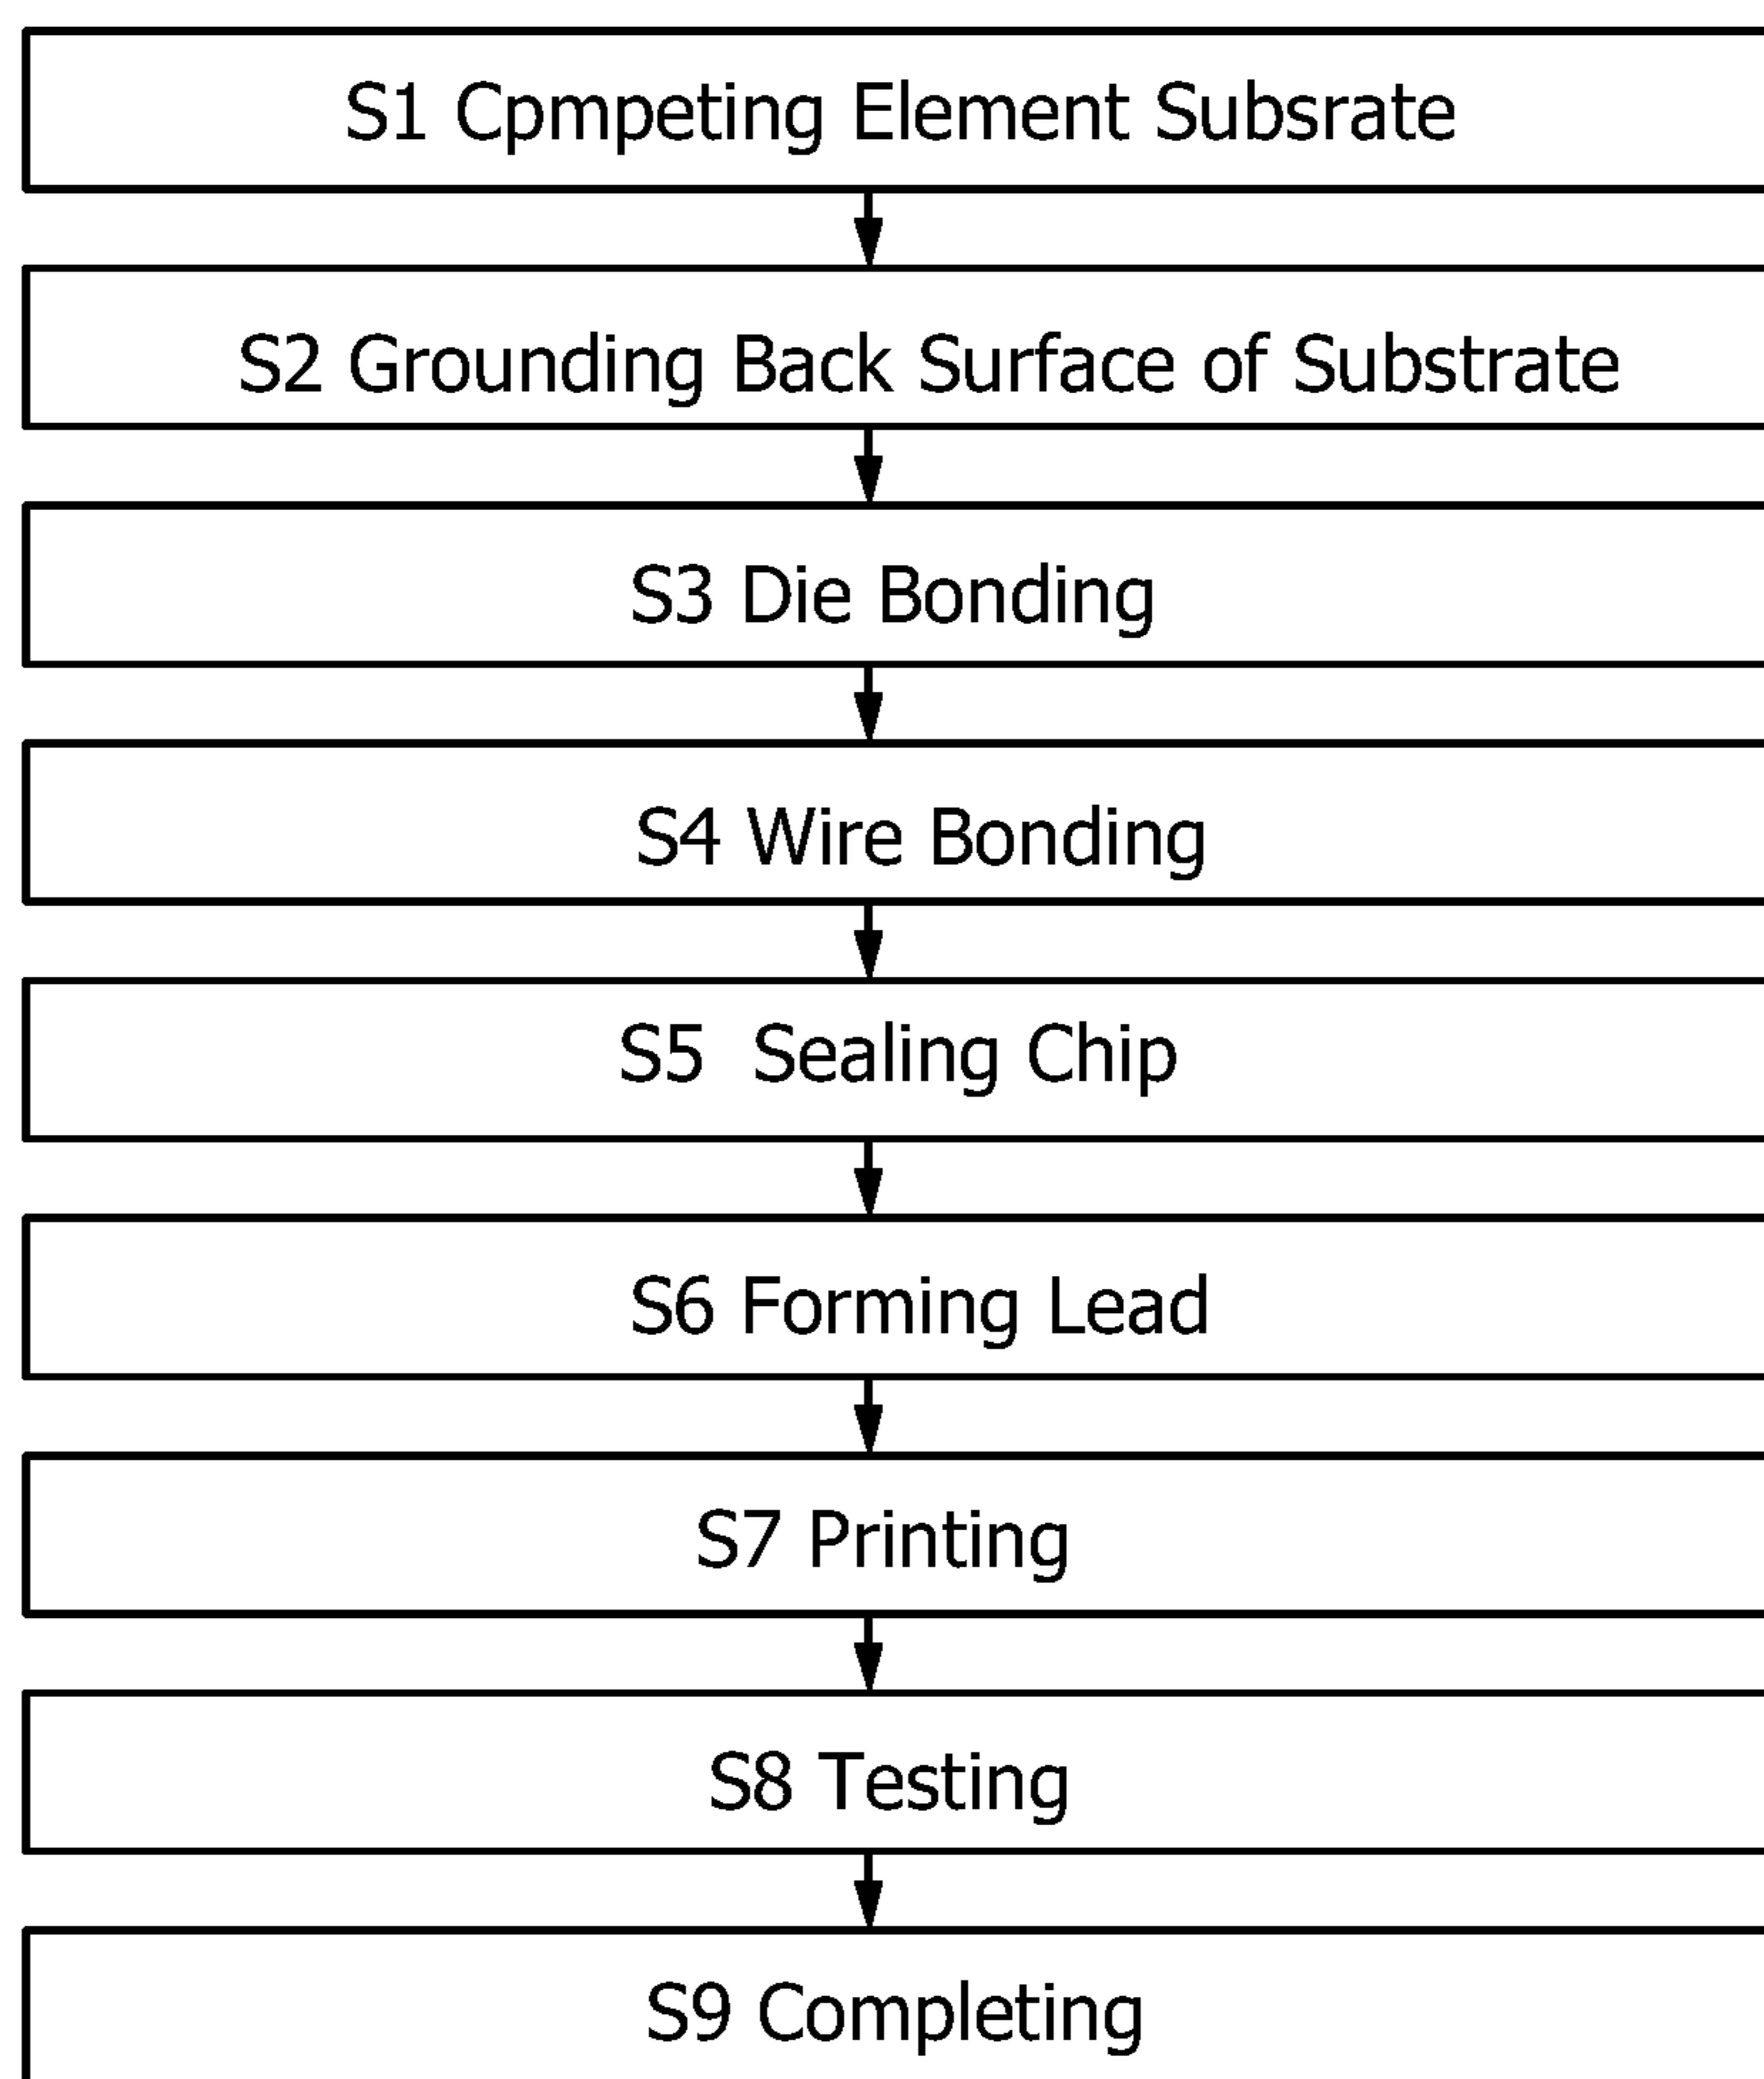 S1 Cpmpeting Element Subsrate
S2 Grounding Back Surface of Substrate
S3 Die Bonding
S4 Wire Bonding
S5 Sealing Chip
S6 Forming Lead
S7 Printing
S8 Testing
S9 Completing